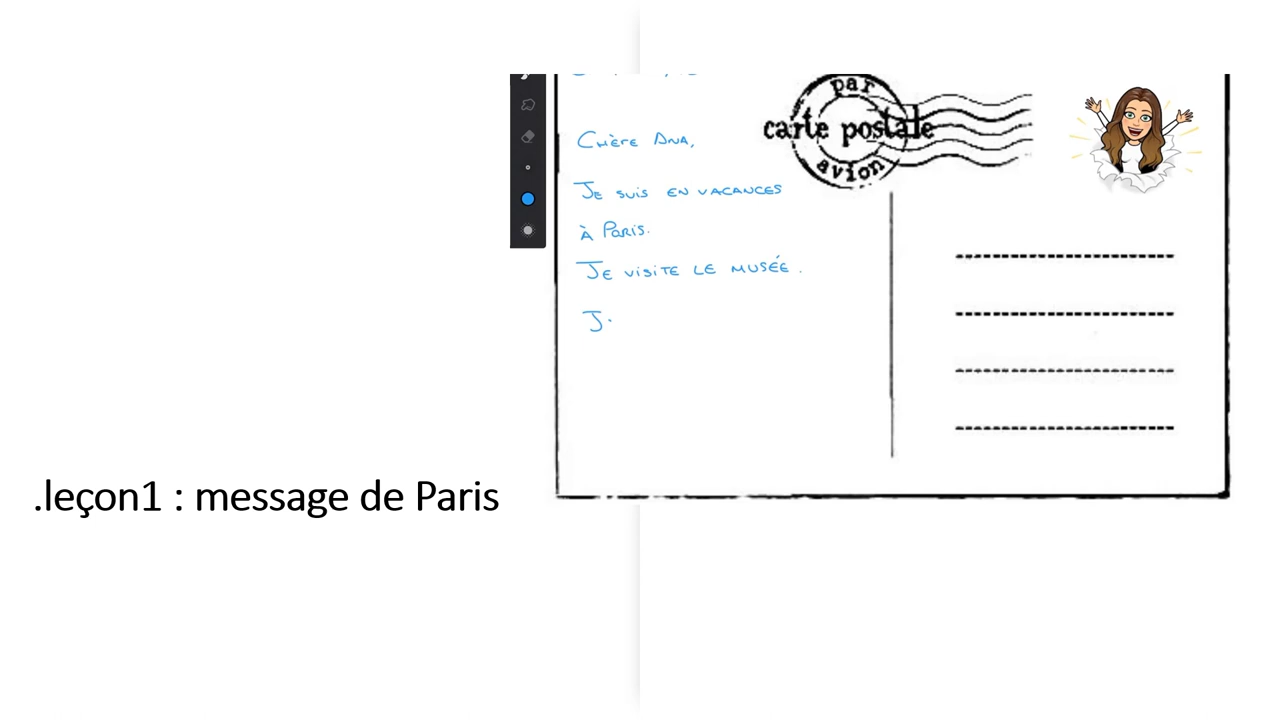 par
carte postale
avion
Chère Ana,
Je suis en vacances
à Paris.
Je visite le musée.
J.
.leçon1 : message de Paris